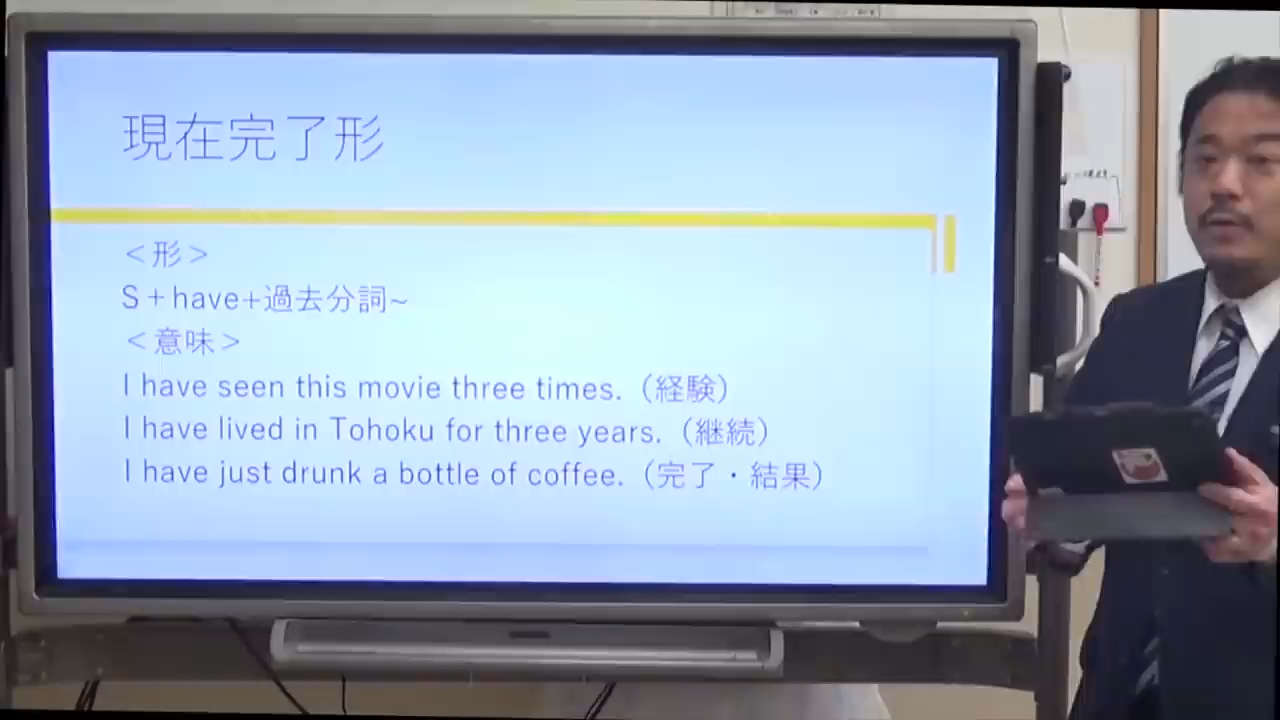 現在完了形
＜形＞
S＋have+過去分詞~
＜意味＞
I have seen this movie three times.（経験）
I have lived in Tohoku for three years.（継続）
I have just drunk a bottle of coffee.（完了・結果）